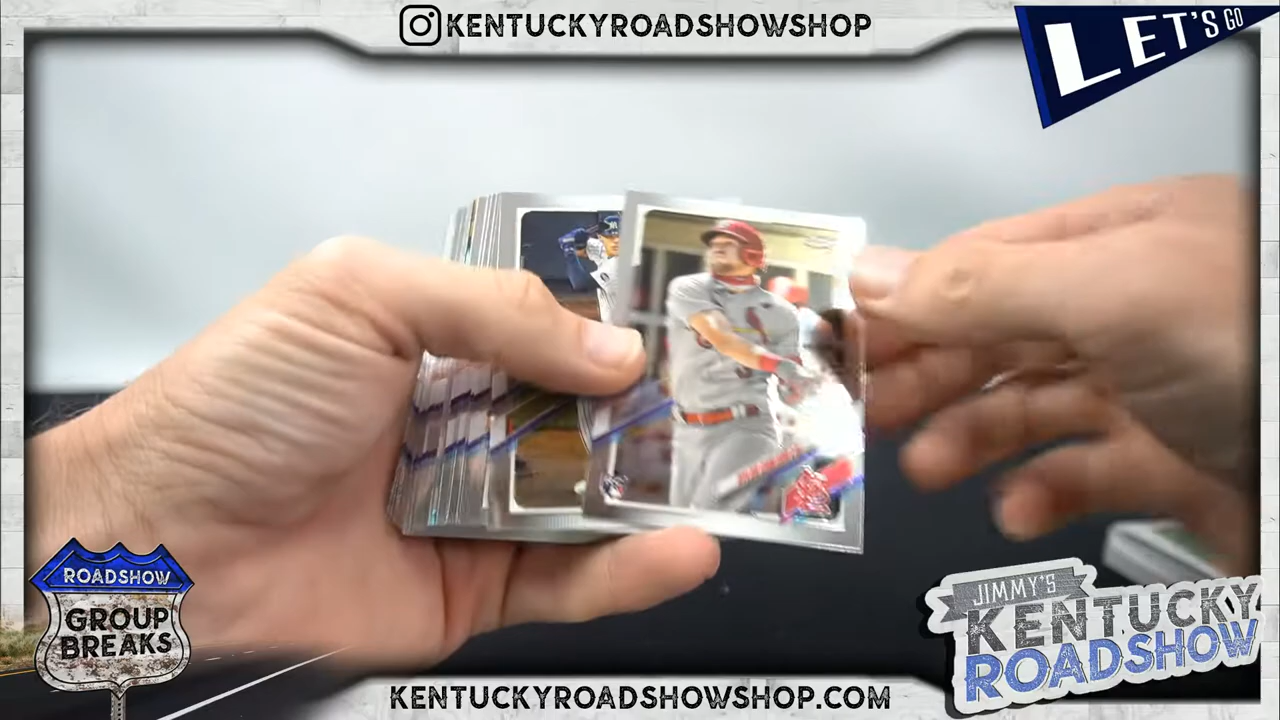 KENTUCKYROADSHOWSHOP
LET'S GO
ROADSHOW
GROUP
BREAKS
JIMMY'S
KENTUCKY
ROADSHOW
KENTUCKYROADSHOWSHOP.COM